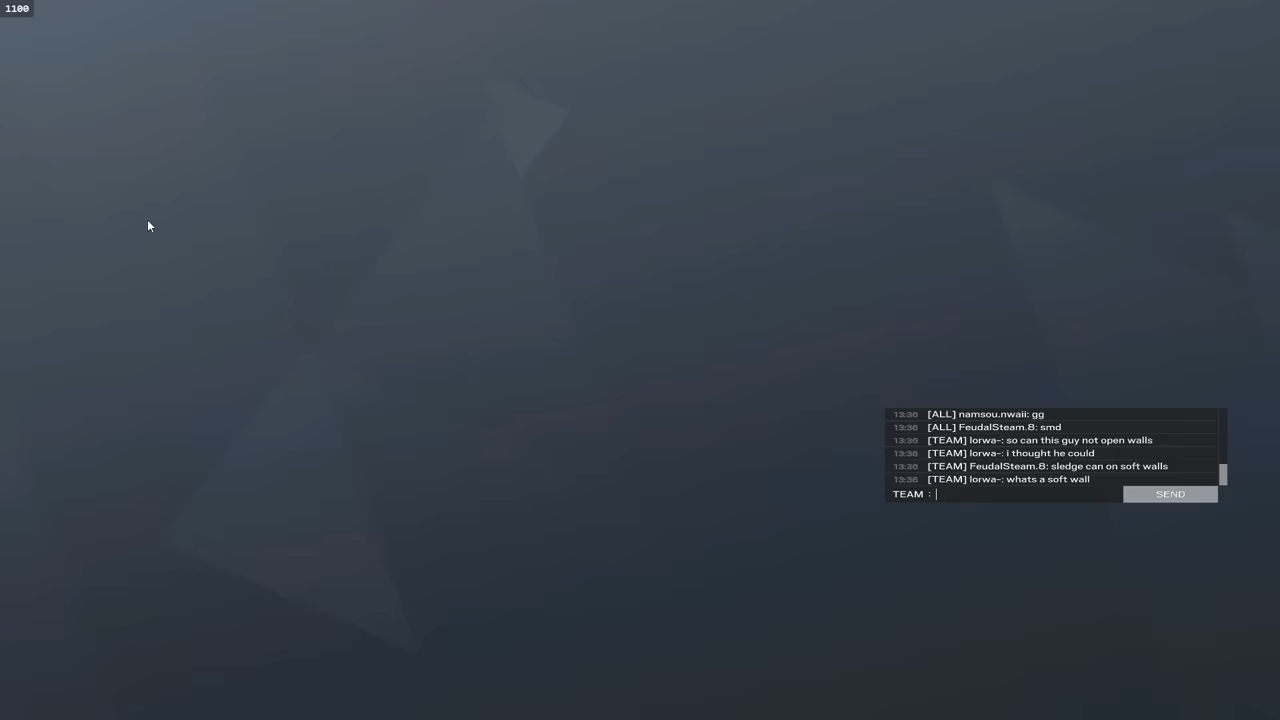 1100
13:36 [ALL] namsou.nwaii: gg
13:36 [ALL] FeudalSteam.8: smd
13:36 [TEAM] lorwa-: so can this guy not open walls
13:36 [TEAM] lorwa-: i thought he could
13:36 [TEAM] FeudalSteam.8: sledge can on soft walls
13:36 [TEAM] lorwa-: whats a soft wall
TEAM : SEND